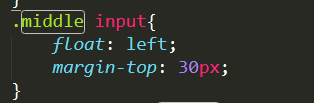 }
.middle input{
    float: left;
    margin-top: 30px;
}